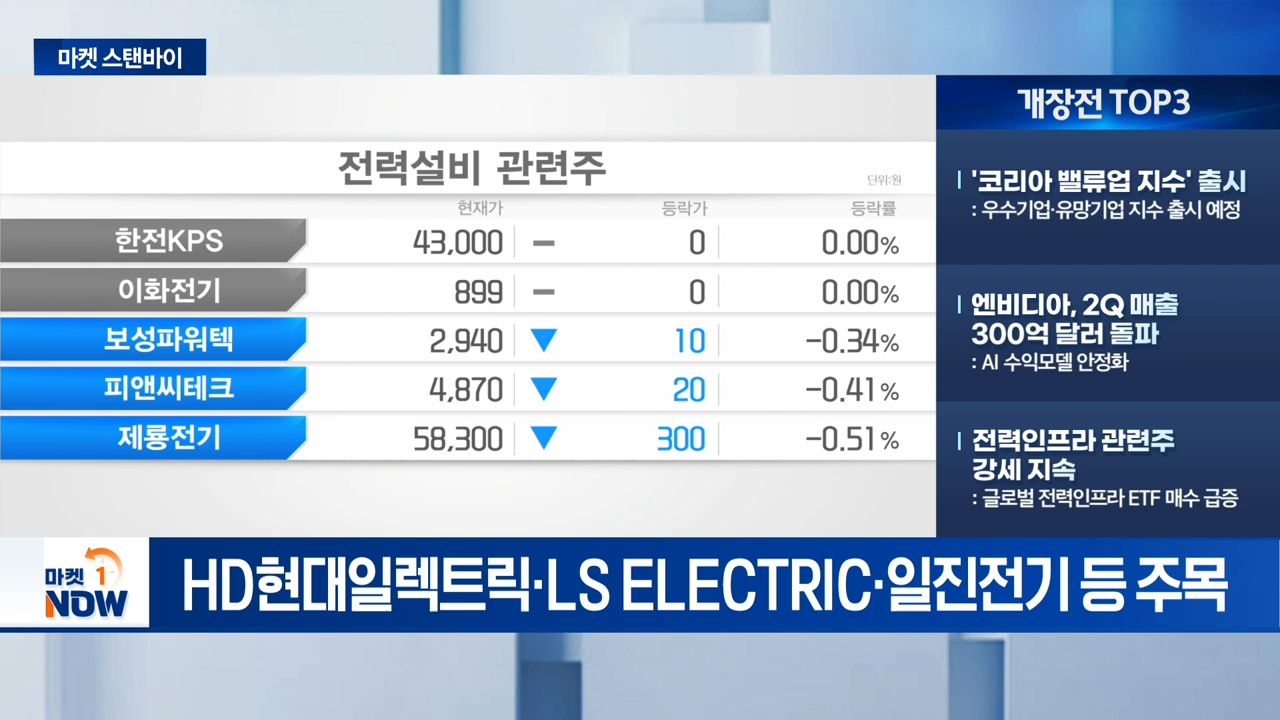 마켓 스탠바이
전력설비 관련주
단위:원
현재가 등락가 등락률
한전KPS 43,000 0 0.00%
이화전기 899 0 0.00%
보성파워텍 2,940 ▼ 10 -0.34%
피앤씨테크 4,870 ▼ 20 -0.41%
제룡전기 58,300 ▼ 300 -0.51%
개장전 TOP3
'코리아 밸류업 지수' 출시
: 우수기업·유망기업 지수 출시 예정
엔비디아, 2Q 매출
300억 달러 돌파
: AI 수익모델 안정화
전력인프라 관련주
강세 지속
: 글로벌 전력인프라 ETF 매수 급증
마켓 1
NOW
HD현대일렉트릭·LS ELECTRIC·일진전기 등 주목